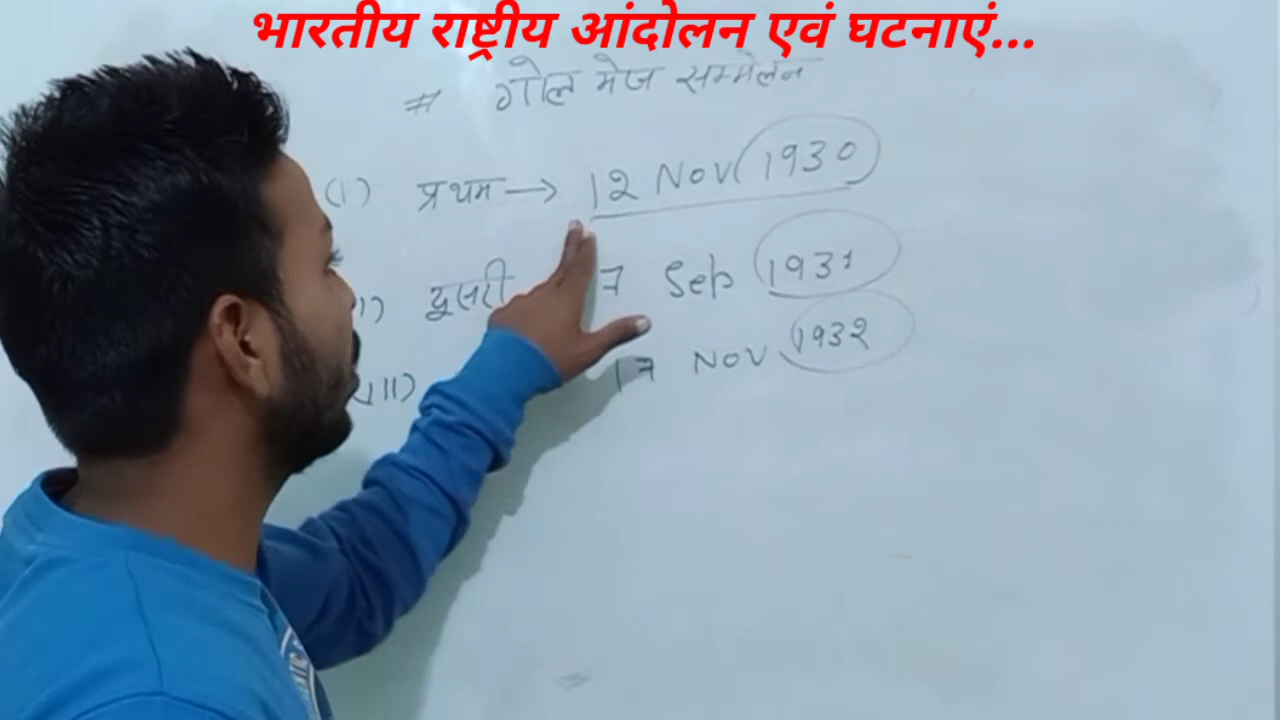 भारतीय राष्ट्रीय आंदोलन एवं घटनाएं...
# गोल मेज सम्मेलन
(I) प्रथम → 12 Nov 1930
दूसरी 7 Sep 1931
17 Nov 1932